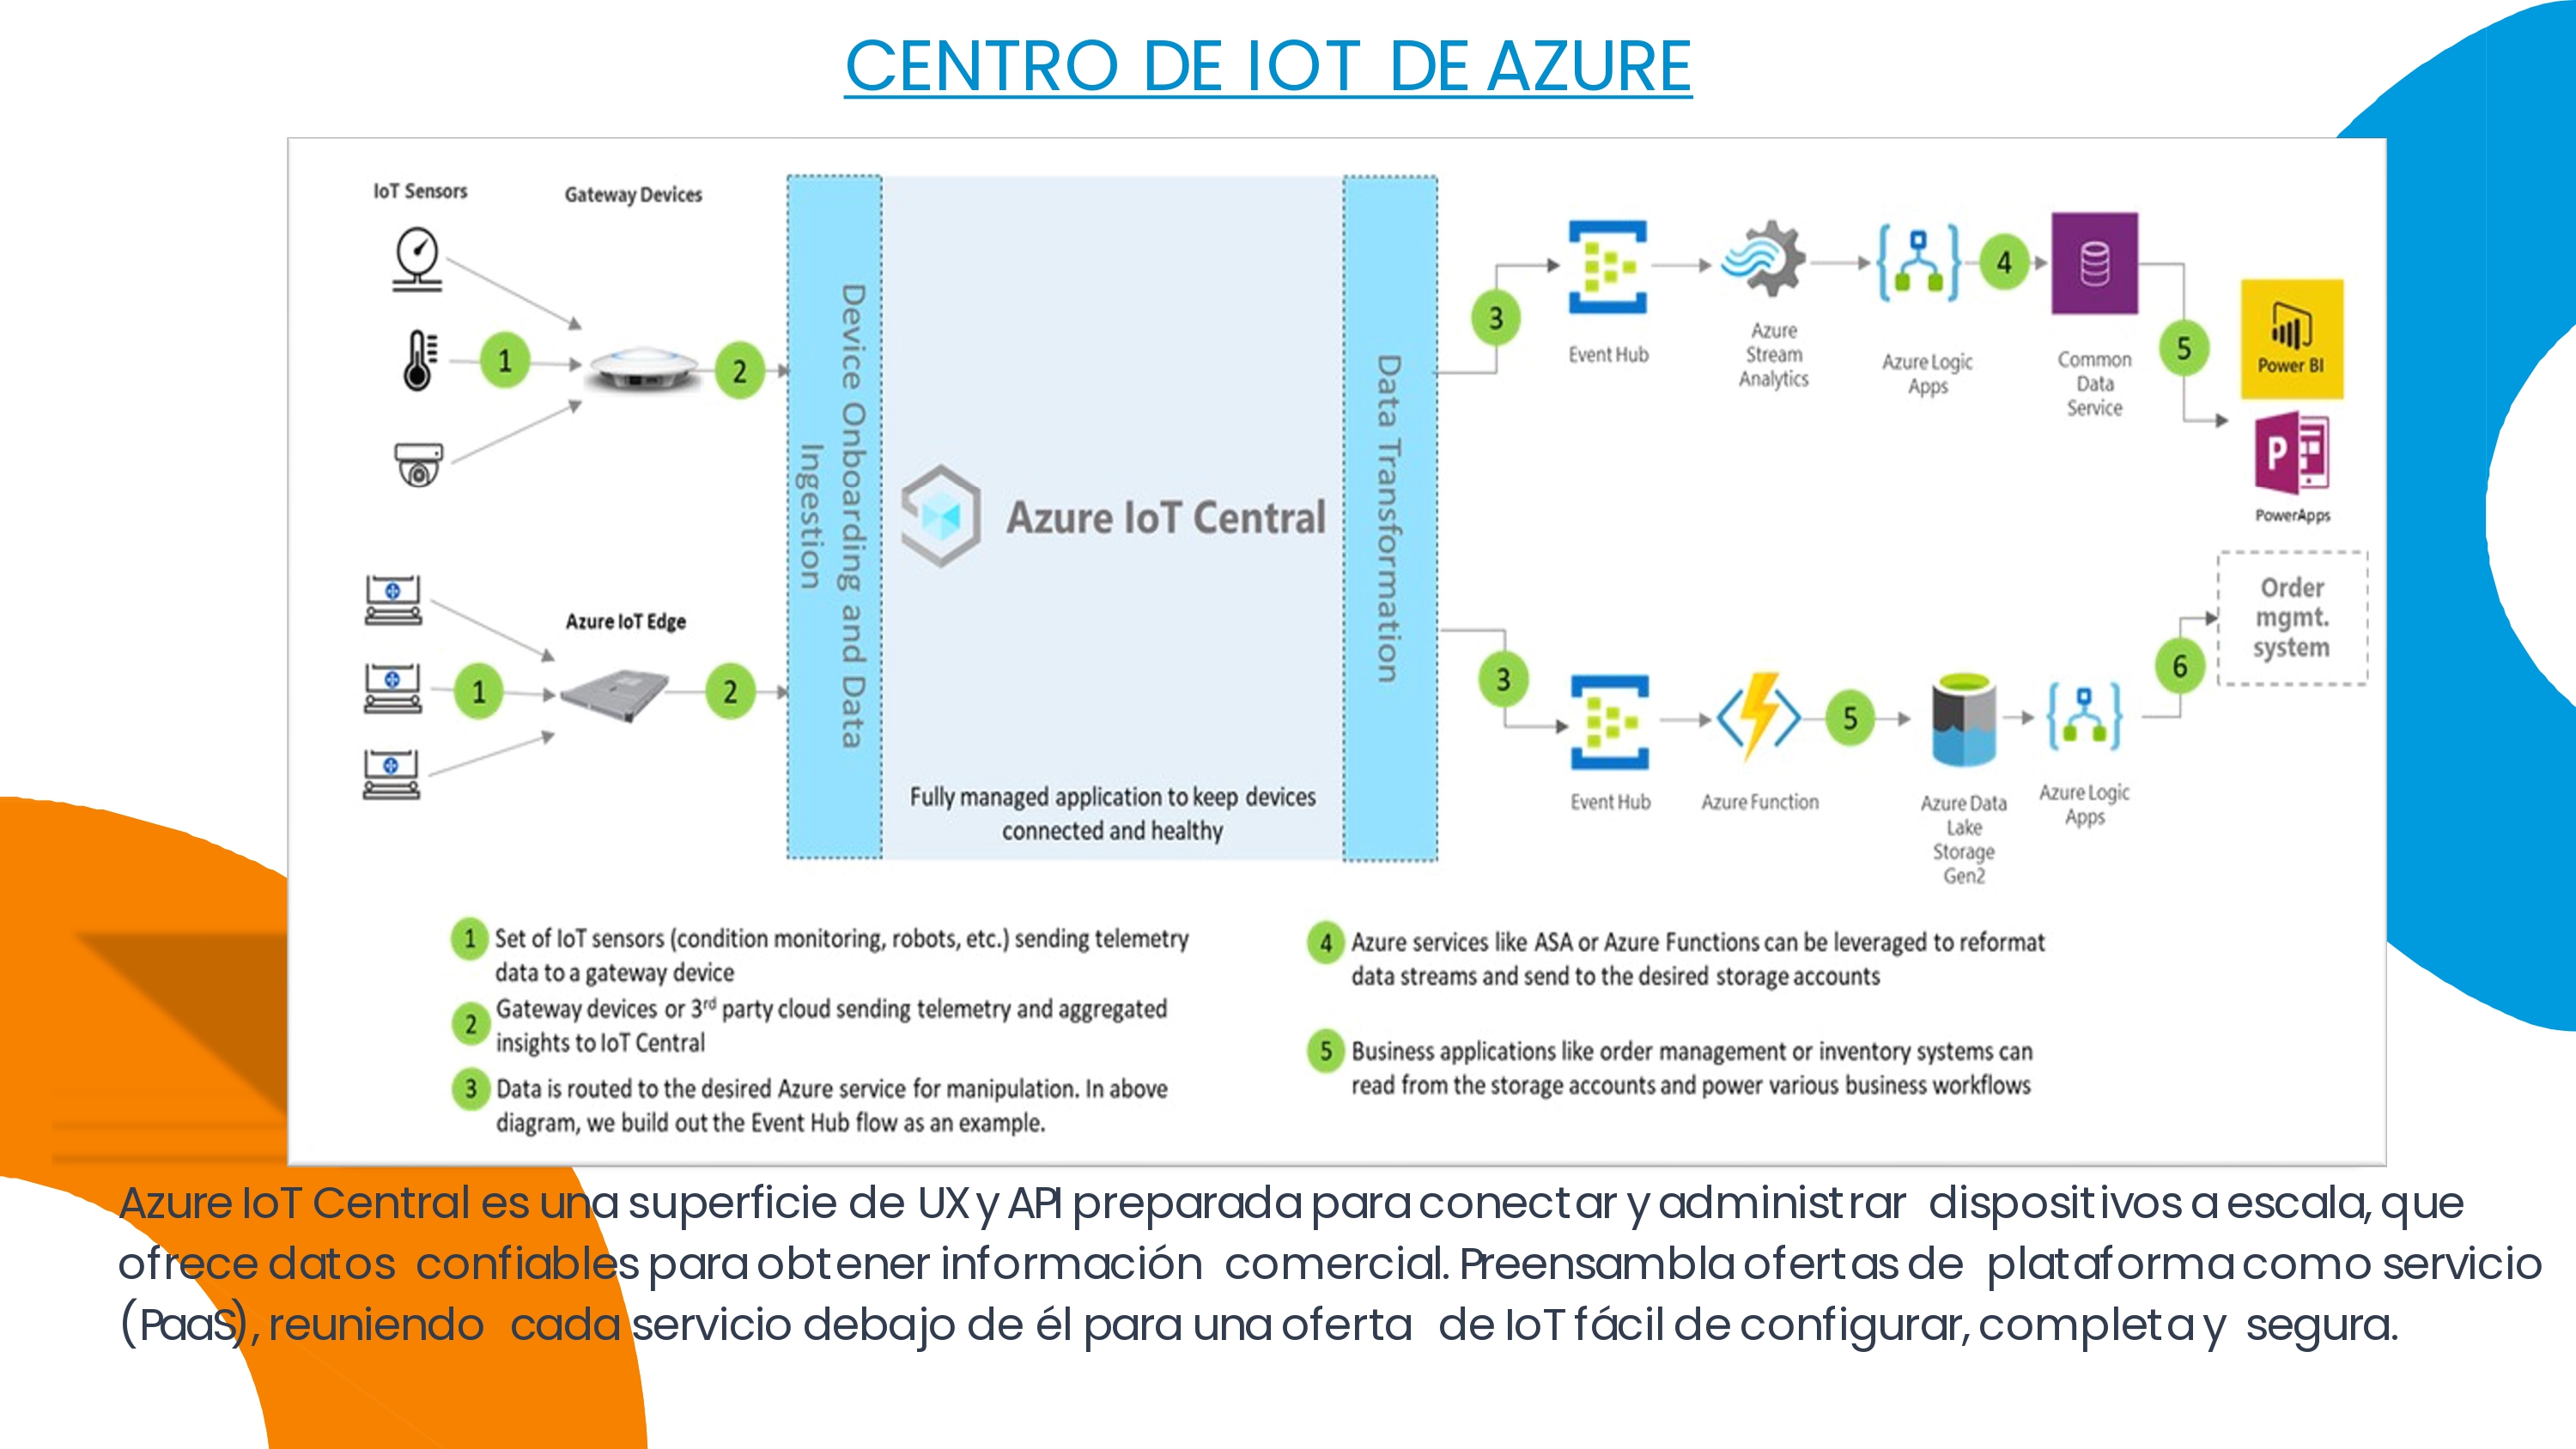 CENTRO DE IOT DE AZURE
IoT Sensors
Gateway Devices
1
2
Azure IoT Edge
1
2
Device Onboarding and Data
Ingestion
Azure IoT Central
Fully managed application to keep devices
connected and healthy
Data Transformation
3
Event Hub
Azure
Stream
Analytics
Azure Logic
Apps
4
Common
Data
Service
5
Power BI
P
PowerApps
3
Event Hub
Azure Function
5
Azure Data
Lake
Storage
Gen2
Azure Logic
Apps
6
Order
mgmt.
system
1 Set of IoT sensors (condition monitoring, robots, etc.) sending telemetry
data to a gateway device
2 Gateway devices or 3rd party cloud sending telemetry and aggregated
insights to IoT Central
3 Data is routed to the desired Azure service for manipulation. In above
diagram, we build out the Event Hub flow as an example.
4 Azure services like ASA or Azure Functions can be leveraged to reformat
data streams and send to the desired storage accounts
5 Business applications like order management or inventory systems can
read from the storage accounts and power various business workflows
Azure IoT Central es una superficie de UX y API preparada para conectar y administrar dispositivos a escala, que
ofrece datos confiables para obtener información comercial. Preensambla ofertas de plataforma como servicio
(PaaS), reuniendo cada servicio debajo de él para una oferta de IoT fácil de configurar, completa y segura.